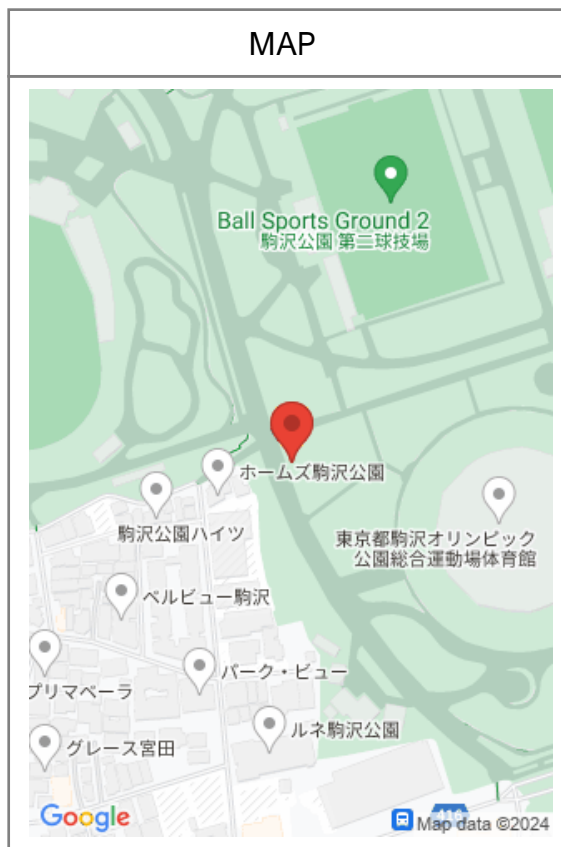 MAP
Ball Sports Ground 2
駒沢公園 第二球技場
ホームズ駒沢公園
駒沢公園ハイツ
東京都駒沢オリンピック
公園総合運動場体育館
ベルビュー駒沢
パーク・ビュー
プリマベーラ
ルネ駒沢公園
グレース宮田
Google
416
Map data ©2024